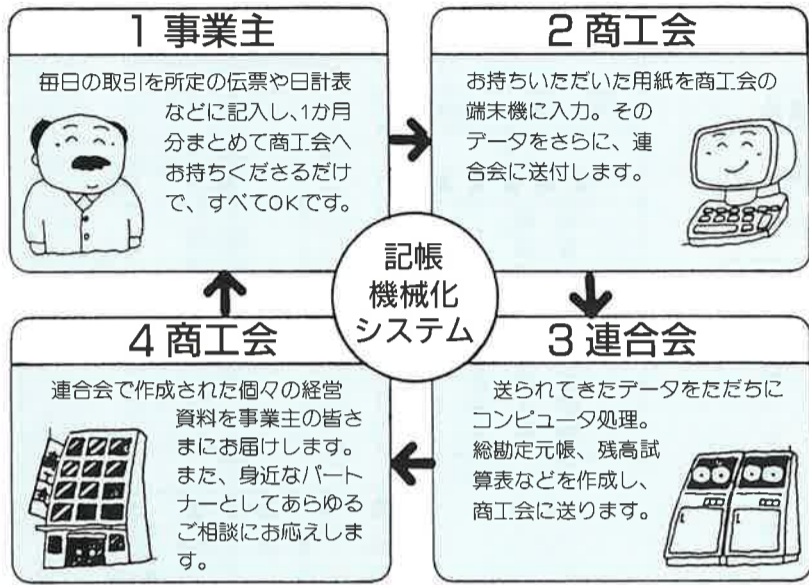 1 事業主
毎日の取引を所定の伝票や日計表
などに記入し、1か月
分まとめて商工会へ
お持ちくださるだけ
で、すべてOKです。
2 商工会
お持ちいただいた用紙を商工会の
端末機に入力。その
データをさらに、連
合会に送付します。
記帳
機械化
システム
3 連合会
送られてきたデータをただちに
コンピュータ処理。
総勘定元帳、残高試
算表などを作成し、
商工会に送ります。
4 商工会
連合会で作成された個々の経営
資料を事業主の皆さ
まにお届けします。
また、身近なパート
ナーとしてあらゆる
ご相談にお応えしま
す。
商工会